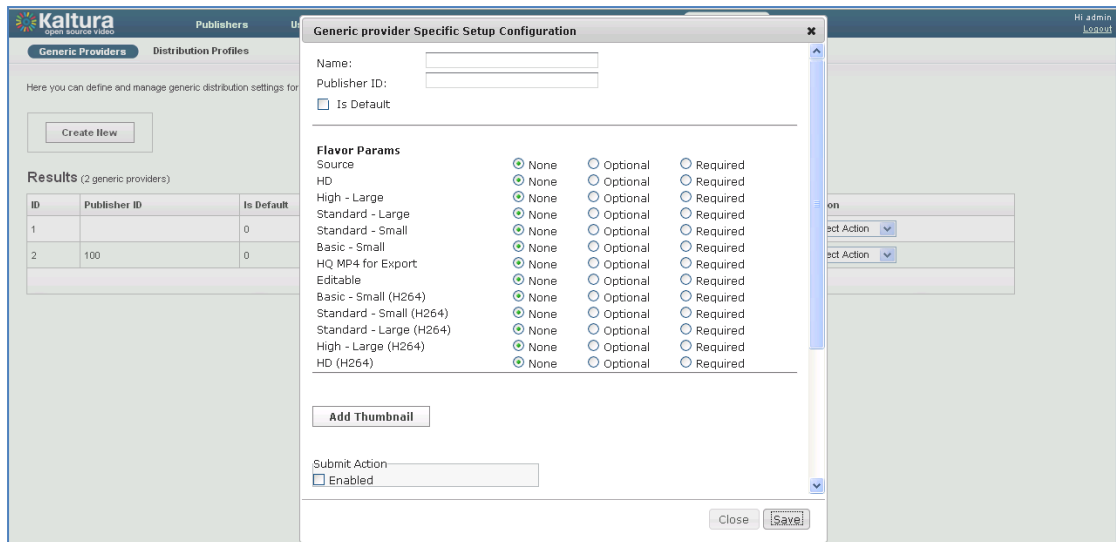 Kaltura
open source video
Publishers
Hi admin
Logout
Generic Providers Distribution Profiles
Here you can define and manage generic distribution settings for
Create New
Results (2 generic providers)
ID Publisher ID Is Default
1 0
2 100 0
on
ect Action
ect Action
Generic provider Specific Setup Configuration
Name:
Publisher ID:
Is Default
Flavor Params
Source None Optional Required
HD None Optional Required
High - Large None Optional Required
Standard - Large None Optional Required
Standard - Small None Optional Required
Basic - Small None Optional Required
HQ MP4 for Export None Optional Required
Editable None Optional Required
Basic - Small (H264) None Optional Required
Standard - Small (H264) None Optional Required
Standard - Large (H264) None Optional Required
High - Large (H264) None Optional Required
HD (H264) None Optional Required
Add Thumbnail
Submit Action
Enabled
Close Save